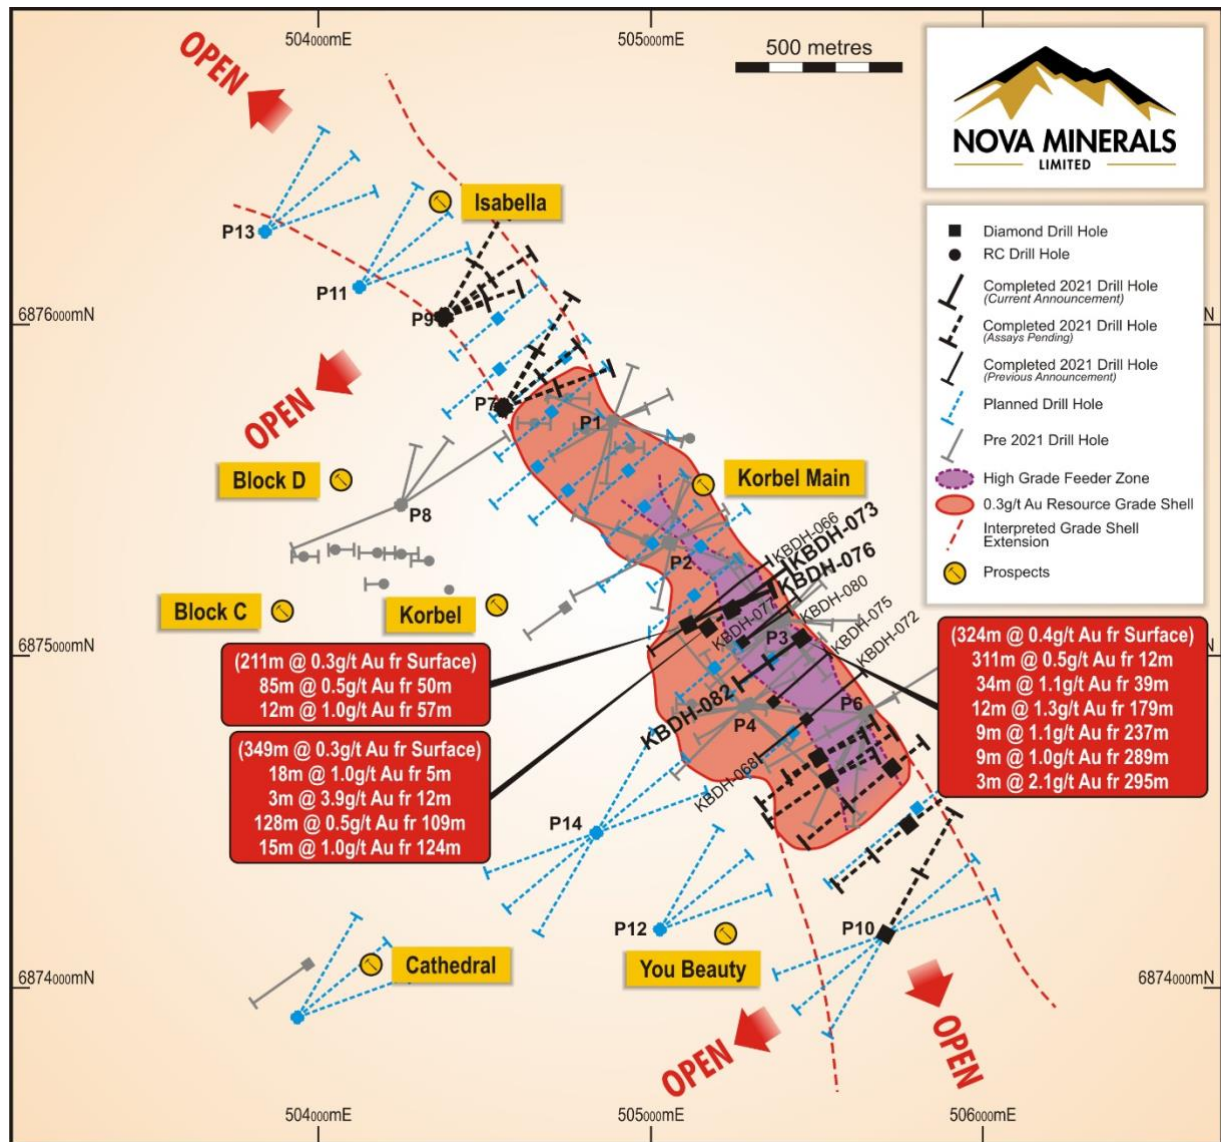 504000mE
505000mE
OPEN
500 metres
NOVA MINERALS
LIMITED
Isabella
P13
P11
P9
6876000mN
mN
Diamond Drill Hole
RC Drill Hole
Completed 2021 Drill Hole
(Current Announcement)
Completed 2021 Drill Hole
(Assays Pending)
Completed 2021 Drill Hole
(Previous Announcement)
Planned Drill Hole
Pre 2021 Drill Hole
High Grade Feeder Zone
0.3g/t Au Resource Grade Shell
Interpreted Grade Shell
Extension
Prospects
OPEN
P7
P1
Block D
Korbel Main
P8
P2
KBDH-066
KBDH-073
KBDH-076
KBDH-080
KBDH-077
KBDH-075
KBDH-072
P3
Block C
Korbel
6875000mN
mN
(211m @ 0.3g/t Au fr Surface)
85m @ 0.5g/t Au fr 50m
12m @ 1.0g/t Au fr 57m
(324m @ 0.4g/t Au fr Surface)
311m @ 0.5g/t Au fr 12m
34m @ 1.1g/t Au fr 39m
12m @ 1.3g/t Au fr 179m
9m @ 1.1g/t Au fr 237m
9m @ 1.0g/t Au fr 289m
3m @ 2.1g/t Au fr 295m
KBDH-082
P4
P6
KBDH-068
(349m @ 0.3g/t Au fr Surface)
18m @ 1.0g/t Au fr 5m
3m @ 3.9g/t Au fr 12m
128m @ 0.5g/t Au fr 109m
15m @ 1.0g/t Au fr 124m
P14
P12
P10
Cathedral
You Beauty
6874000mN
6874000mN
OPEN
OPEN
504000mE
505000mE
506000mE